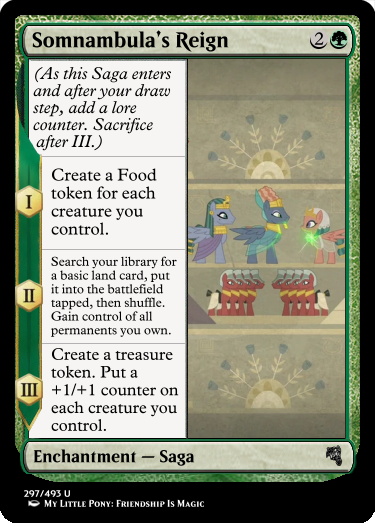 Somnambula's Reign 2
(As this Saga enters
and after your draw
step, add a lore
counter. Sacrifice
after III.)
I
Create a Food
token for each
creature you
control.
II
Search your library for
a basic land card, put
it into the battlefield
tapped, then shuffle.
Gain control of all
permanents you own.
III
Create a treasure
token. Put a
+1/+1 counter on
each creature you
control.
Enchantment — Saga
297/493 U
My Little Pony: Friendship Is Magic